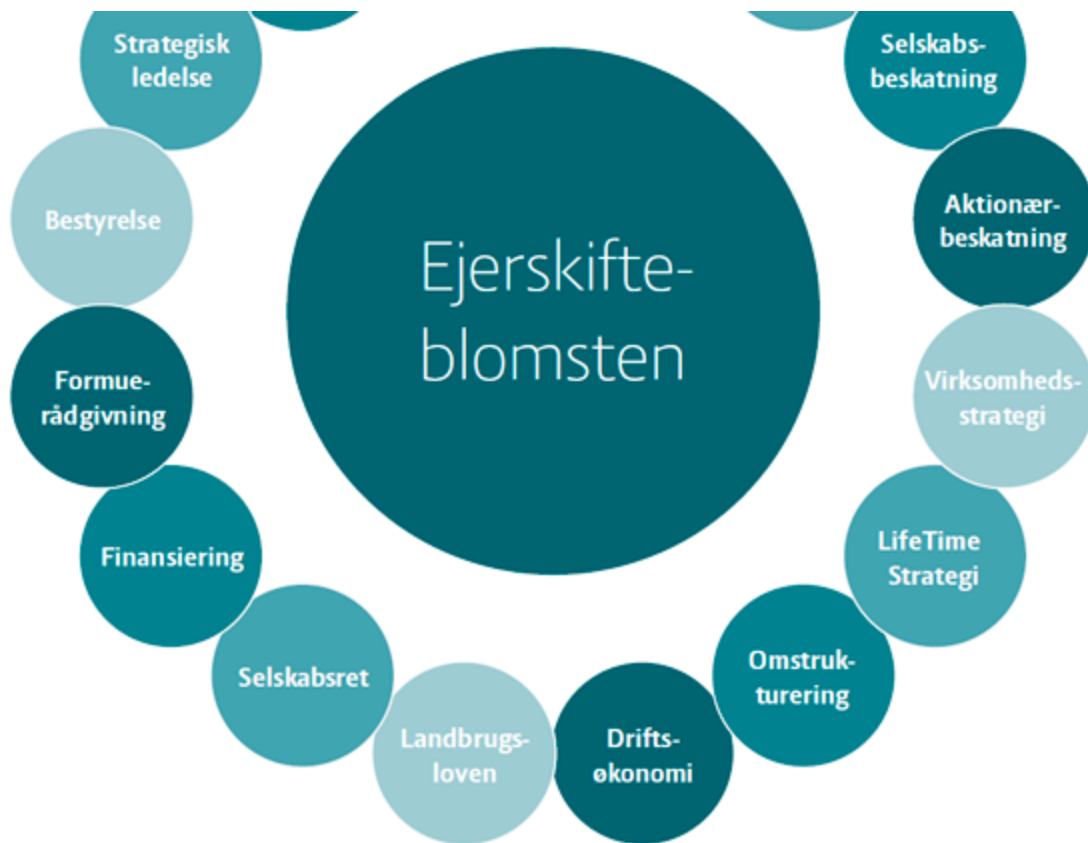 Strategisk
ledelse
Selskabs-
beskatning
Bestyrelse
Aktionær-
beskatning
Ejerskifte-
blomsten
Formue-
rådgivning
Virksomheds-
strategi
Finansiering
LifeTime
Strategi
Selskabsret
Omstruk-
turering
Landbrugs-
loven
Drifts-
økonomi